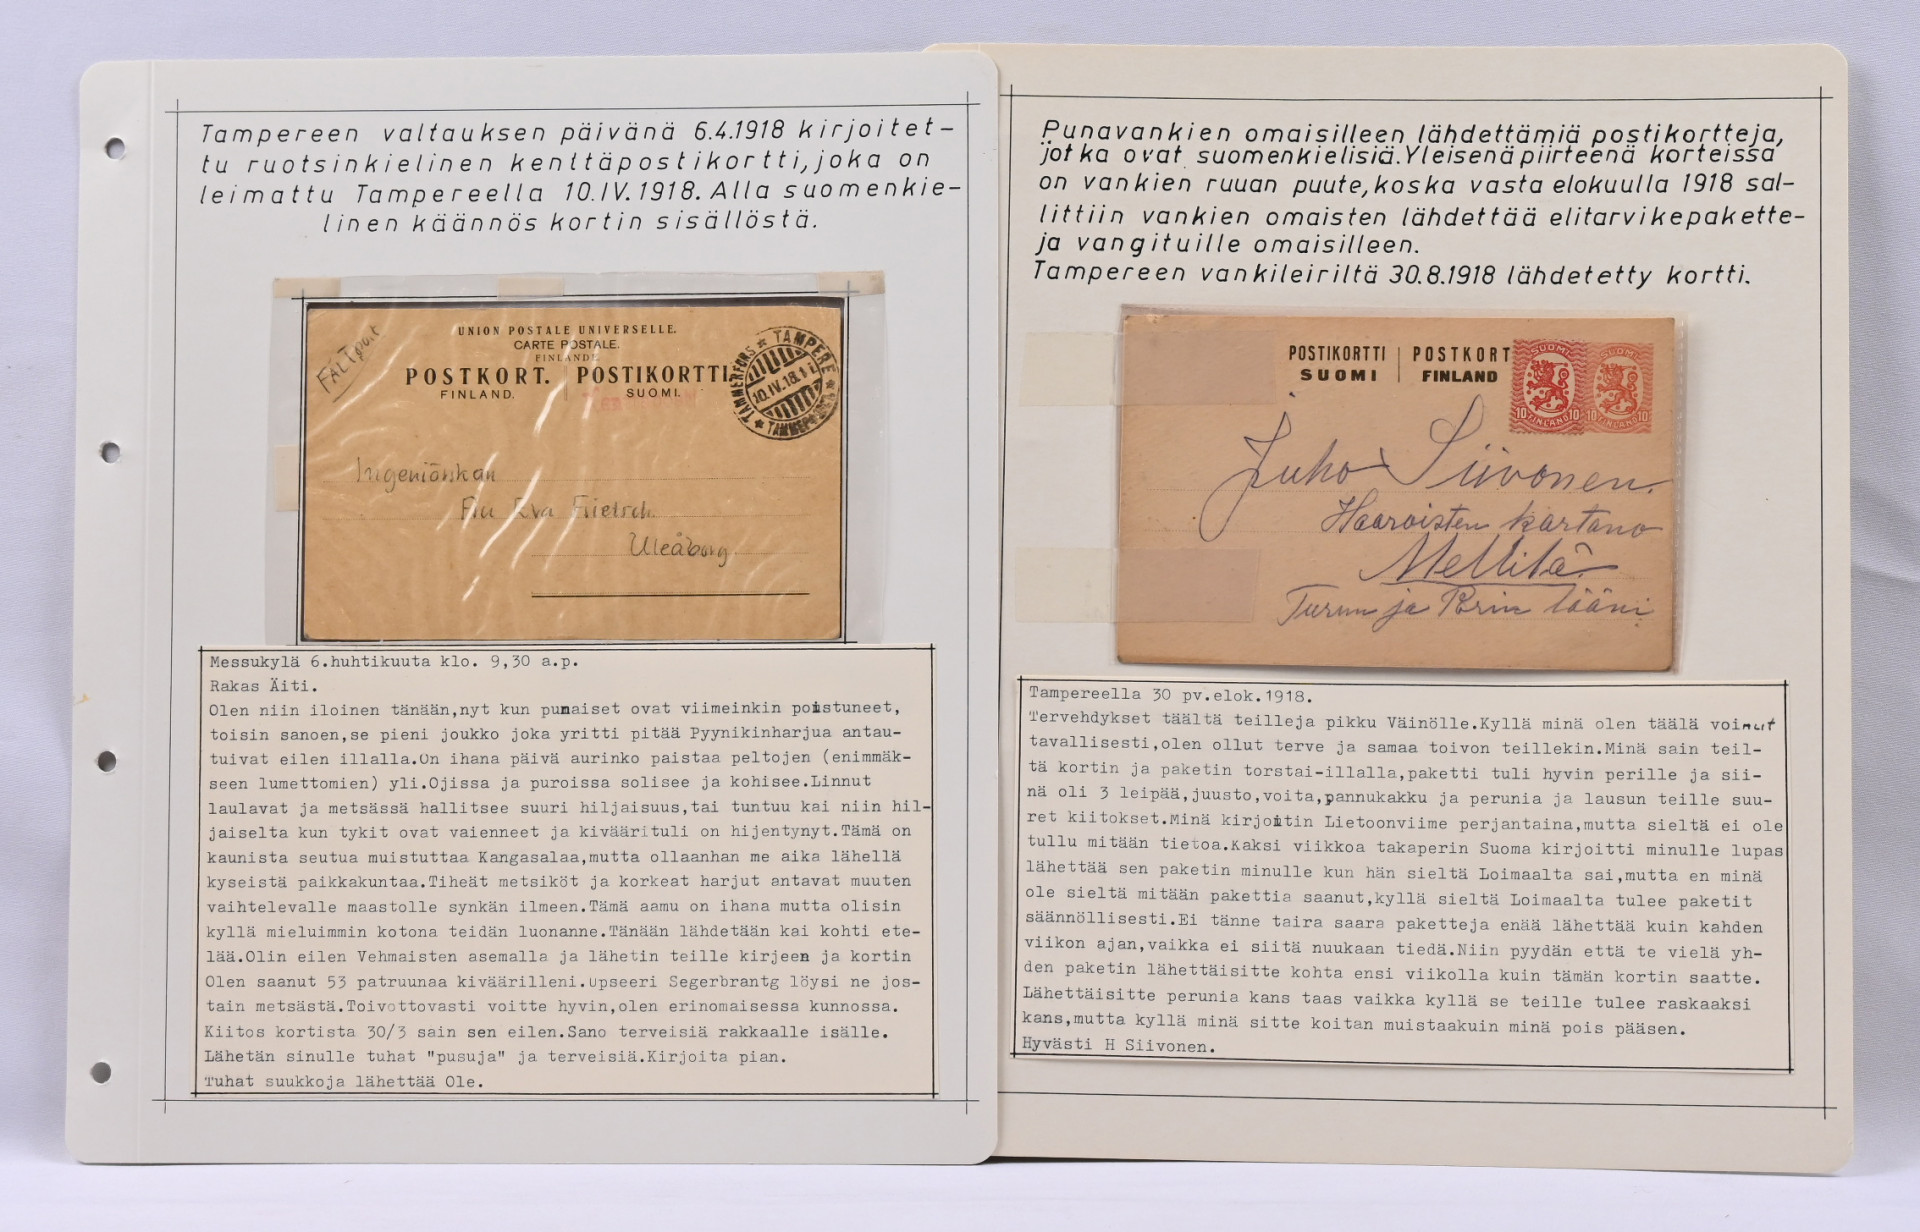 Tampereen valtauksen päivänä 6.4.1918 kirjoitet-
tu ruotsinkielinen kenttäpostikortti, joka on
leimattu Tampereella 10.IV.1918. Alla suomenkie-
linen käännös kortin sisällöstä.
FÄLTpost
UNION POSTALE UNIVERSELLE.
CARTE POSTALE.
FINLANDE
POSTKORT. POSTIKORTTI
FINLAND. SUOMI.
TAMMERFORS ★ TAMPERE ★
10.IV.18.
Ingeniörskan
Fru Eva
Uleåborg.
Messukylä 6.huhtikuuta klo. 9,30 a.p.
Rakas Äiti.
Olen niin iloinen tänään,nyt kun punaiset ovat viimeinkin poistuneet,
toisin sanoen,se pieni joukko joka yritti pitää Pyynikinharjua antau-
tuivat eilen illalla.On ihana päivä aurinko paistaa peltojen (enimmäk-
seen lumettomien) yli.Ojissa ja puroissa solisee ja kohisee.Linnut
laulavat ja metsässä hallitsee suuri hiljaisuus,tai tuntuu kai niin hil-
jaiselta kun tykit ovat vaienneet ja kiväärituli on hijentynyt.Tämä on
kaunista seutua muistuttaa Kangasalaa,mutta ollaanhan me aika lähellä
kyseistä paikkakuntaa.Tiheät metsiköt ja korkeat harjut antavat muuten
vaihtelevalle maastolle synkän ilmeen.Tämä aamu on ihana mutta olisin
kyllä mieluimmin kotona teidän luonanne.Tänään lähdetään kai kohti ete-
lää.Olin eilen Vehmaisten asemalla ja lähetin teille kirjeen ja kortin
Olen saanut 53 patruunaa kiväärilleni.upseeri Segerbrantg löysi ne jos-
tain metsästä.Toivottovasti voitte hyvin,olen erinomaisessa kunnossa.
Kiitos kortista 30/3 sain sen eilen.Sano terveisiä rakkaalle isälle.
Lähetän sinulle tuhat "pusuja" ja terveisiä.Kirjoita pian.
Tuhat suukkoja lähettää Ole.
Punavankien omaisilleen lähdettämiä postikortteja,
jotka ovat suomenkielisiä. Yleisenä piirteenä korteissa
on vankien ruuan puute, koska vasta elokuulla 1918 sal-
littiin vankien omaisten lähdettää elitarvikepakette-
ja vangituille omaisilleen.
Tampereen vankileiriltä 30.8.1918 lähdetetty kortti.
POSTIKORTTI POSTKORT
SUOMI FINLAND
SUOMI SUOMI
10 10 10 10
FINLAND FINLAND
Juho Siivonen.
Haaroisten kartano
Mellilä
Turun ja Porin lääni
Tampereella 30 pv.elok.1918.
Tervehdykset täältä teilleja pikku Väinölle.Kyllä minä olen täälä voinut
tavallisesti,olen ollut terve ja samaa toivon teillekin.Minä sain teil-
tä kortin ja paketin torstai-illalla,paketti tuli hyvin perille ja sii-
nä oli 3 leipää,juusto,voita,pannukakku ja perunia ja lausun teille suu-
ret kiitokset.Minä kirjoitin Lietoonviime perjantaina,mutta sieltä ei ole
tullu mitään tietoa.Kaksi viikkoa takaperin Suoma kirjoitti minulle lupas
lähettää sen paketin minulle kun hän sieltä Loimaalta sai,mutta en minä
ole sieltä mitään pakettia saanut,kyllä sieltä Loimaalta tulee paketit
säännöllisesti.Ei tänne taira saara paketteja enää lähettää kuin kahden
viikon ajan,vaikka ei siitä nuukaan tiedä.Niin pyydän että te vielä yh-
den paketin lähettäisitte kohta ensi viikolla kuin tämän kortin saatte.
Lähettäisitte perunia kans taas vaikka kyllä se teille tulee raskaaksi
kans,mutta kyllä minä sitte koitan muistaakuin minä pois pääsen.
Hyvästi H Siivonen.